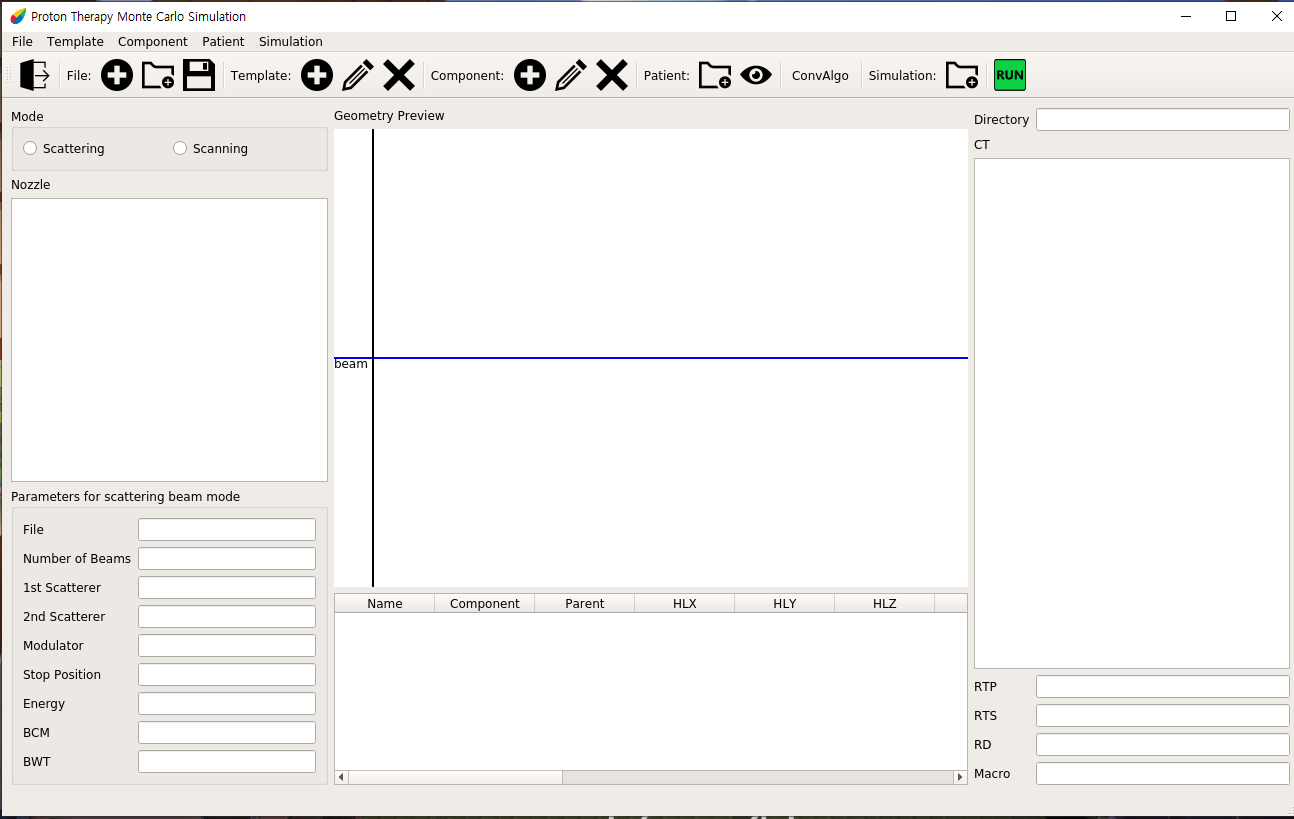 Proton Therapy Monte Carlo Simulation
File Template Component Patient Simulation
File: Template: Component: Patient: ConvAlgo Simulation: RUN
Mode
Scattering Scanning
Nozzle
Parameters for scattering beam mode
File
Number of Beams
1st Scatterer
2nd Scatterer
Modulator
Stop Position
Energy
BCM
BWT
Geometry Preview
beam
Name Component Parent HLX HLY HLZ
Directory
CT
RTP
RTS
RD
Macro